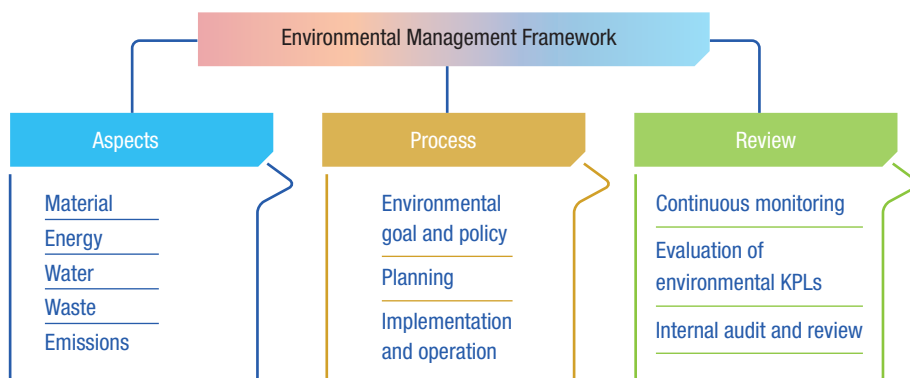 Environmental Management Framework
Aspects
Material
Energy
Water
Waste
Emissions
Process
Environmental
goal and policy
Planning
Implementation
and operation
Review
Continuous monitoring
Evaluation of
environmental KPLs
Internal audit and review